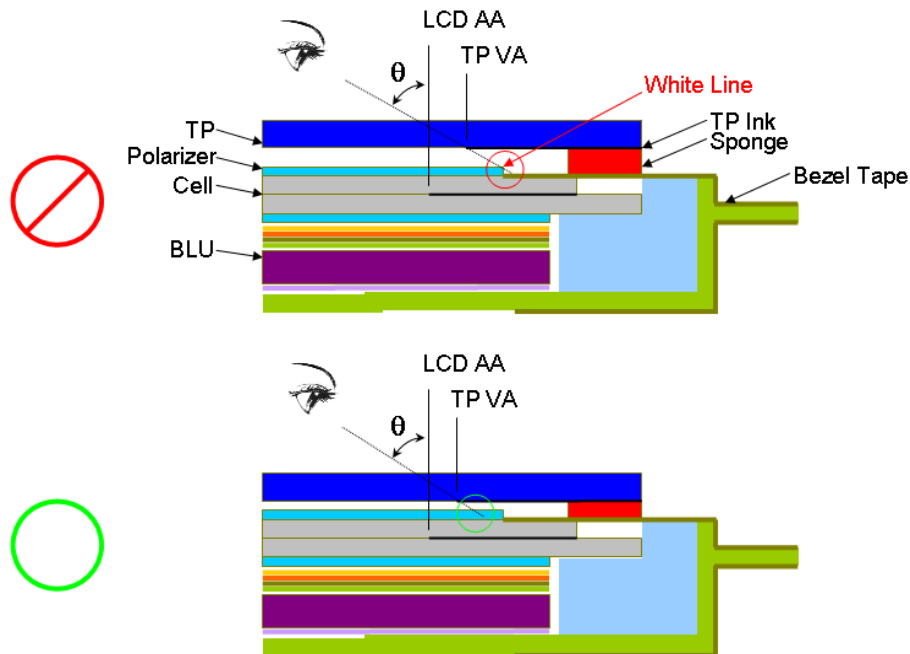 LCD AA
TP VA
θ
White Line
TP
TP Ink
Sponge
Polarizer
Bezel Tape
Cell
BLU
LCD AA
TP VA
θ